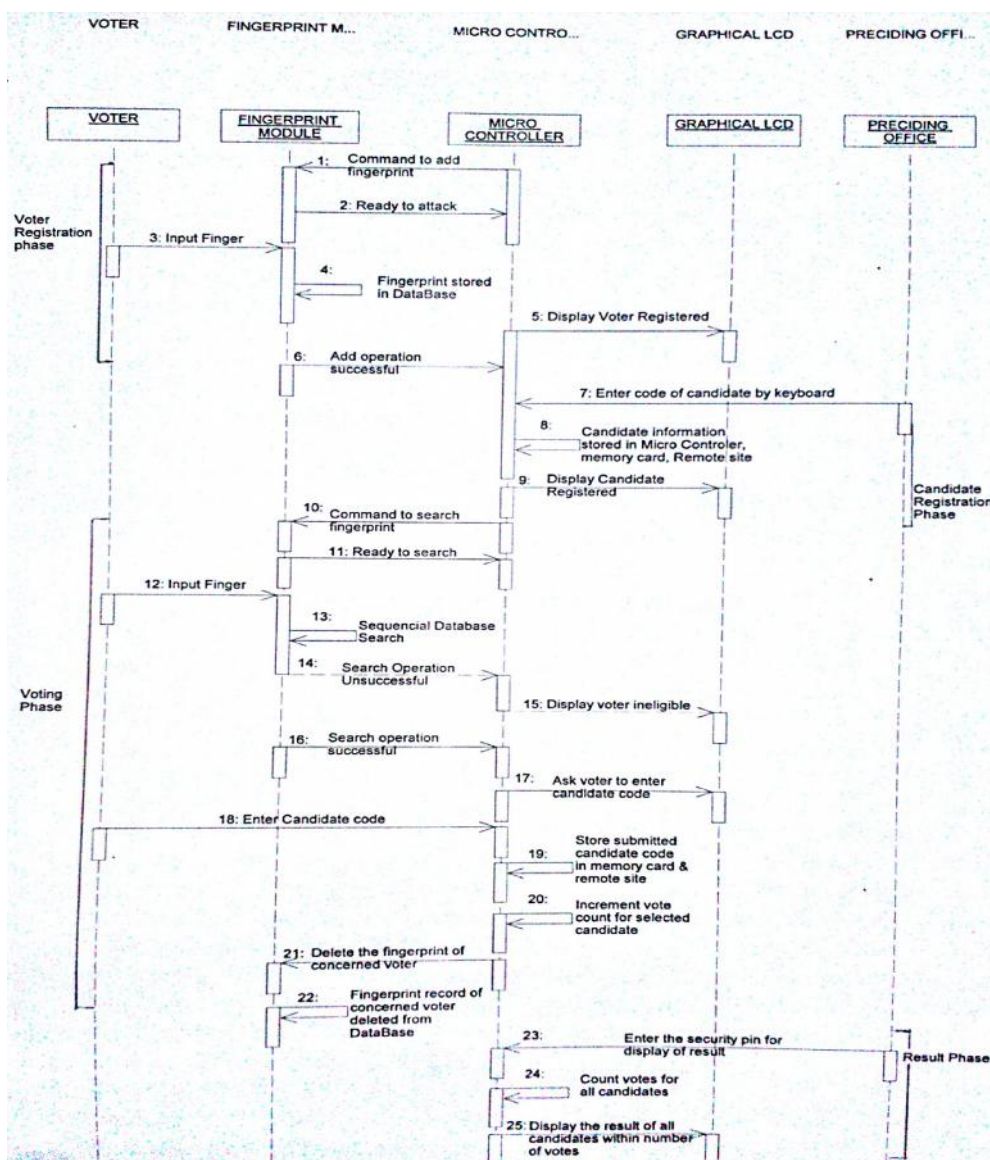 VOTER
FINGERPRINT M...
MICRO CONTRO...
GRAPHICAL LCD
PRECIDING OFFI...
VOTER
FINGERPRINT
MODULE
MICRO
CONTROLLER
GRAPHICAL LCD
PRECIDING
OFFICE
1: Command to add
fingerprint
2: Ready to attack
Voter
Registration
phase
3: Input Finger
4: Fingerprint stored
in DataBase
5: Display Voter Registered
6: Add operation
successful
7: Enter code of candidate by keyboard
8: Candidate information
stored in Micro Controler,
memory card, Remote site
9: Display Candidate
Registered
Candidate
Registration
Phase
10: Command to search
fingerprint
11: Ready to search
12: Input Finger
13: Sequencial Database
Search
14: Search Operation
Unsuccessful
Voting
Phase
15: Display voter ineligible
16: Search operation
successful
17: Ask voter to enter
candidate code
18: Enter Candidate code
19: Store submitted
candidate code
in memory card &
remote site
20: Increment vote
count for selected
candidate
21: Delete the fingerprint of
concerned voter
22: Fingerprint record of
concerned voter
deleted from
DataBase
23: Enter the security pin for
display of result
Result Phase
24: Count votes for
all candidates
25: Display the result of all
candidates within number
of votes